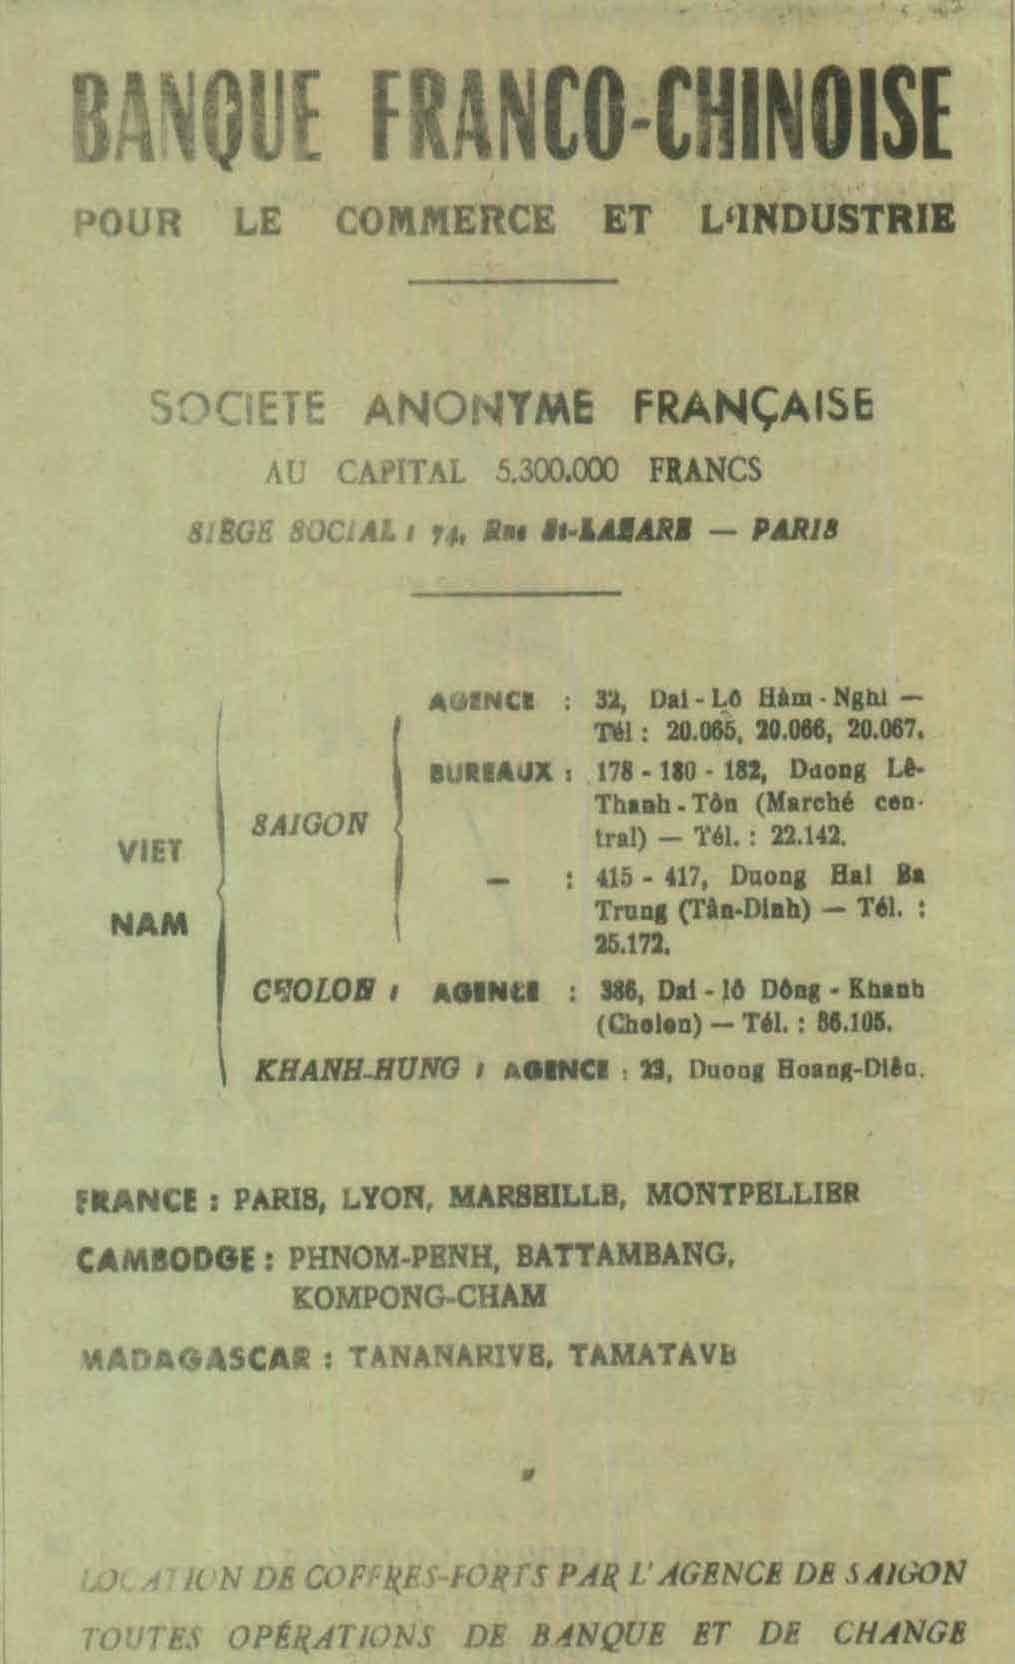 BANQUE FRANCO-CHINOISE
POUR LE COMMERCE ET L'INDUSTRIE
SOCIETE ANONYME FRANÇAISE
AU CAPITAL 5.300.000 FRANCS
SIEGE SOCIAL : 74, Rue St-LAZARE — PARIS
VIET NAM
SAIGON
AGENCE : 32, Dai-Lô Hàm-Nghi —
Tél : 20.065, 20.066, 20.067.
BUREAUX : 178 - 180 - 182, Duong Lê-
Thanh-Tôn (Marché cen-
tral) — Tél. : 22.142.
— : 415 - 417, Duong Hai Ba
Trung (Tân-Dinh) — Tél. :
25.172.
CHOLON : AGENCE : 386, Dai-lô Dông-Khanh
(Cholon) — Tél. : 36.105.
KHANH-HUNG : AGENCE : 23, Duong Hoang-Diêu.
FRANCE : PARIS, LYON, MARSEILLE, MONTPELLIER
CAMBODGE : PHNOM-PENH, BATTAMBANG,
KOMPONG-CHAM
MADAGASCAR : TANANARIVE, TAMATAVE
LOCATION DE COFFRES-FORTS PAR L'AGENCE DE SAIGON
TOUTES OPÉRATIONS DE BANQUE ET DE CHANGE